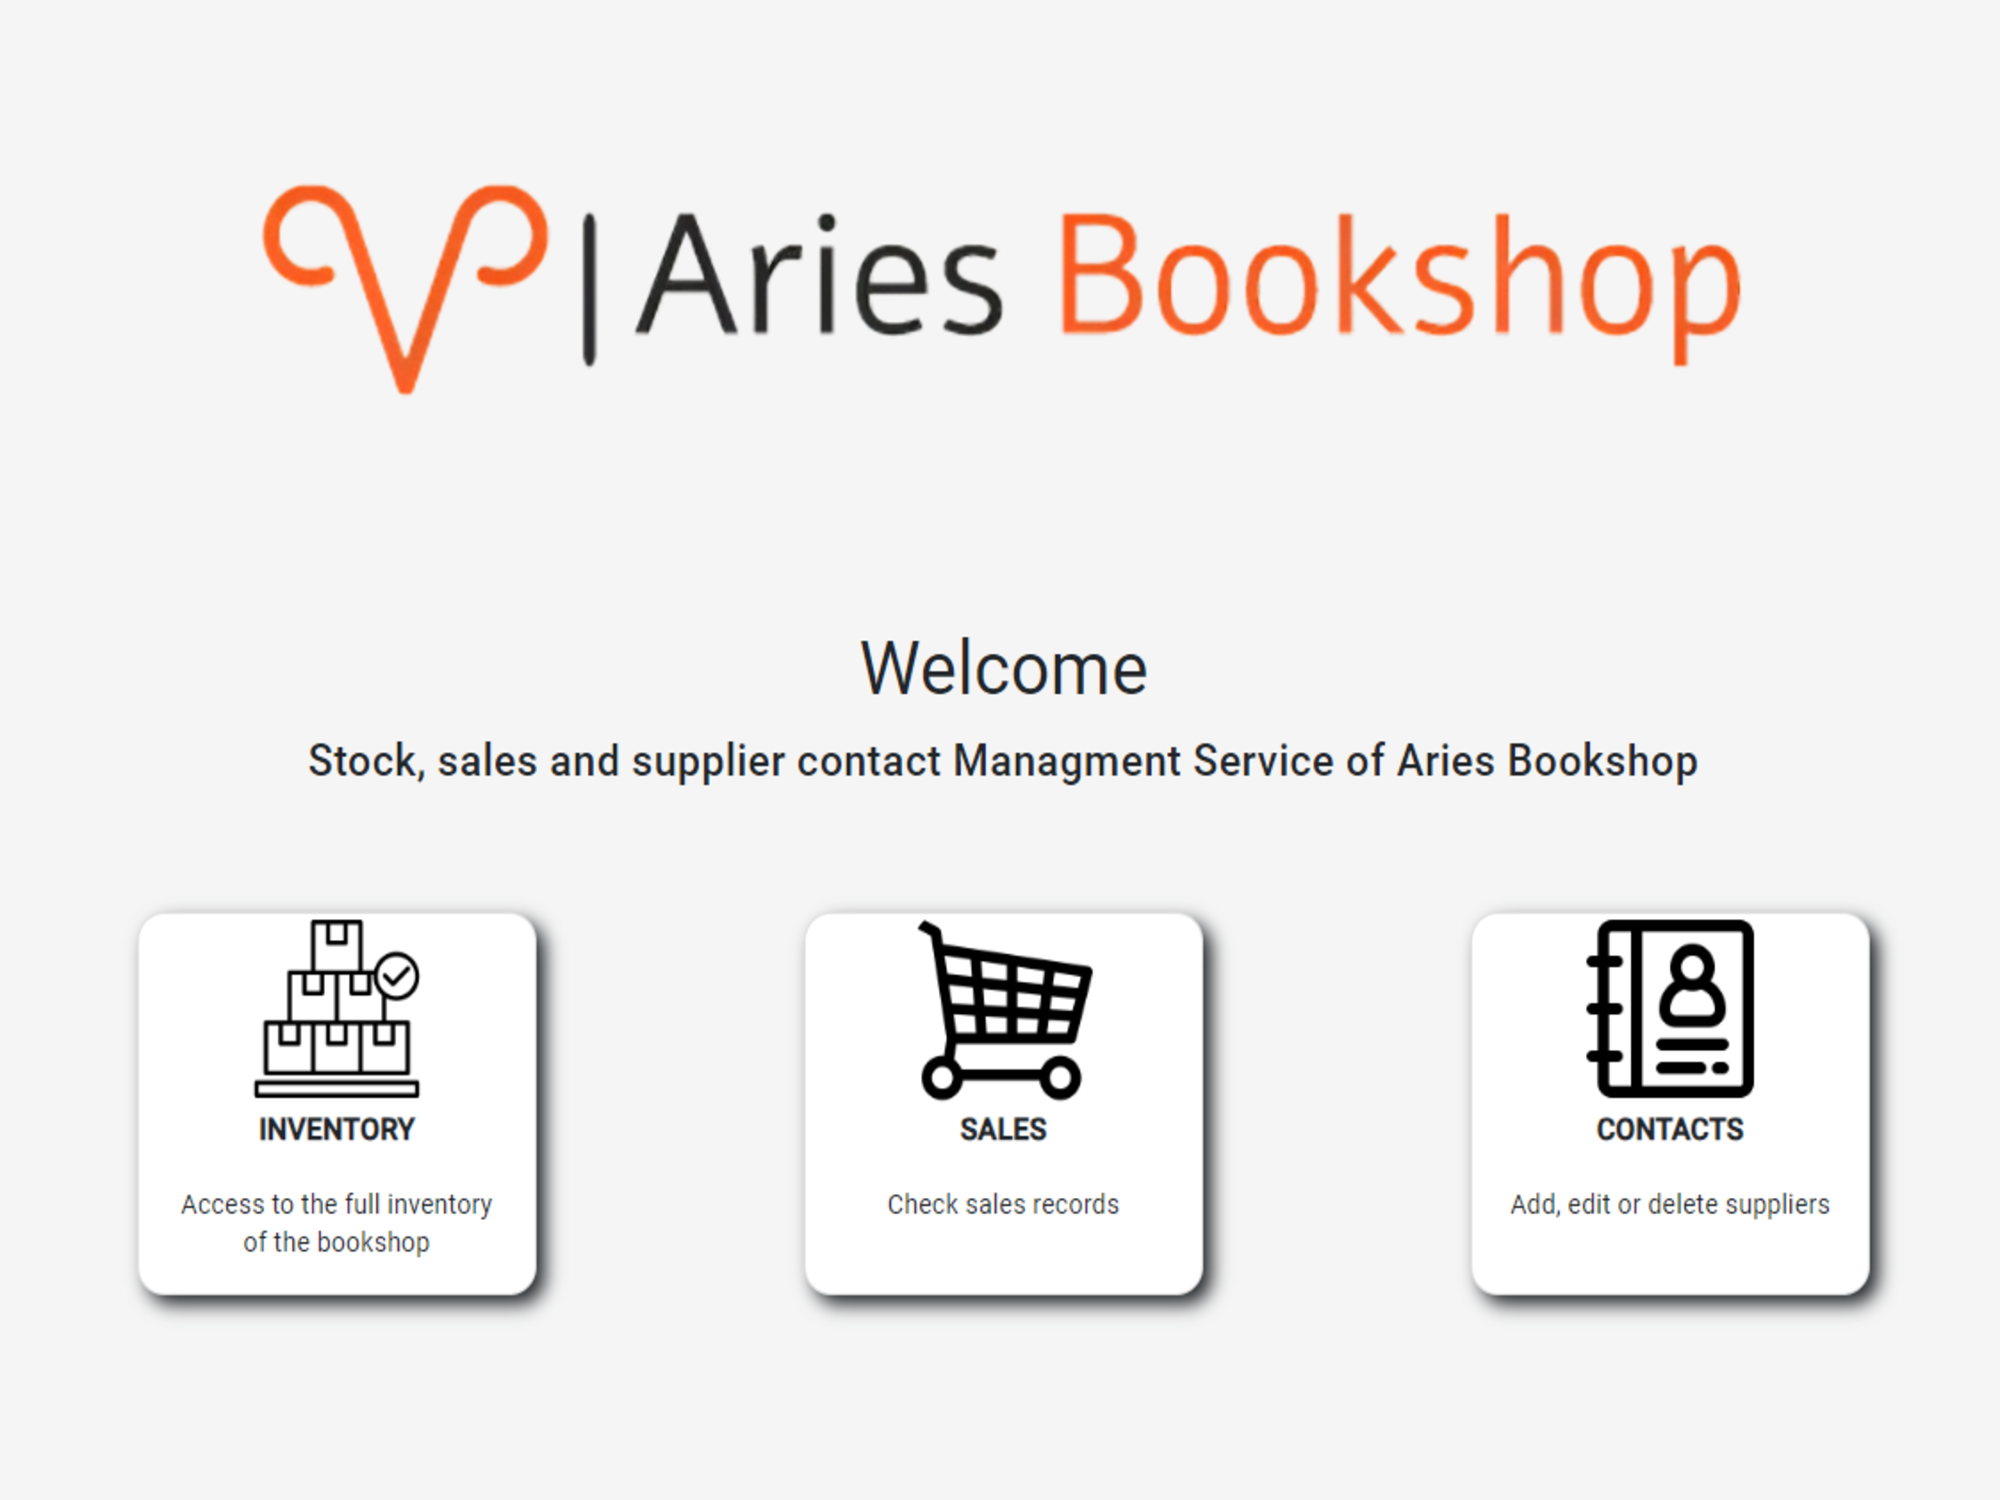 | Aries Bookshop
Welcome
Stock, sales and supplier contact Managment Service of Aries Bookshop
INVENTORY
Access to the full inventory
of the bookshop
SALES
Check sales records
CONTACTS
Add, edit or delete suppliers